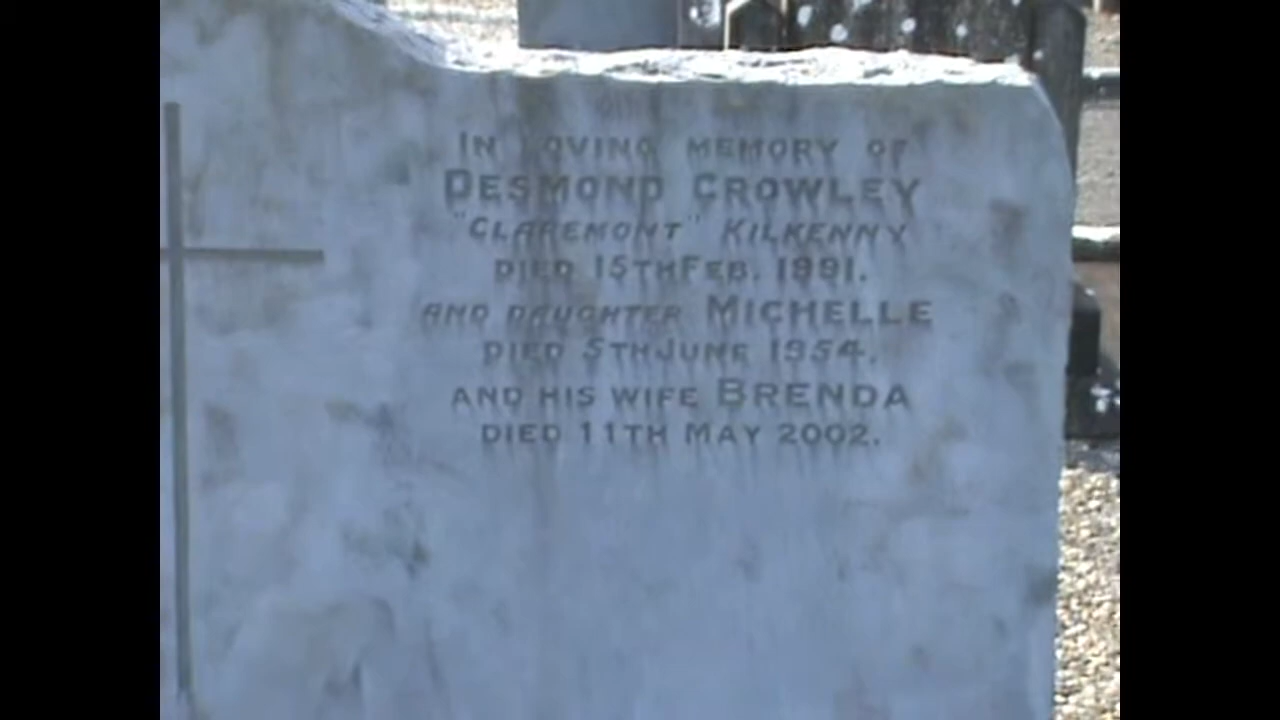 IN LOVING MEMORY OF
DESMOND CROWLEY
"CLAREMONT" KILKENNY
DIED 15TH FEB. 1991.
AND DAUGHTER MICHELLE
DIED 5TH JUNE 1954.
AND HIS WIFE BRENDA
DIED 11TH MAY 2002.